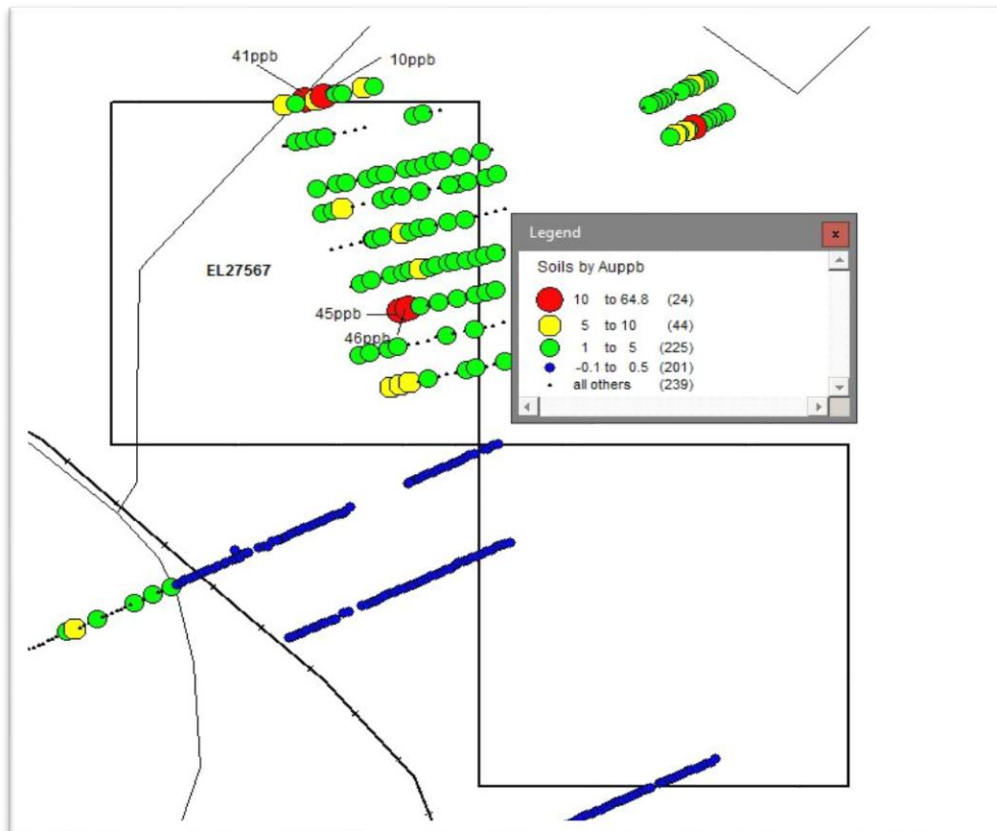 41ppb
10ppb
EL27567
45ppb
46ppb
Legend
x
Soils by Auppb
10 to 64.8 (24)
5 to 10 (44)
1 to 5 (225)
-0.1 to 0.5 (201)
all others (239)